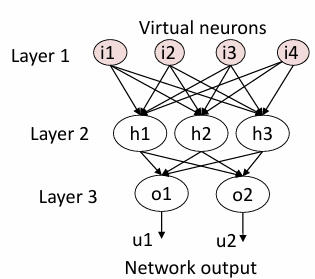 Virtual neurons
Layer 1 i1 i2 i3 i4
Layer 2 h1 h2 h3
Layer 3 o1 o2
u1 u2
Network output